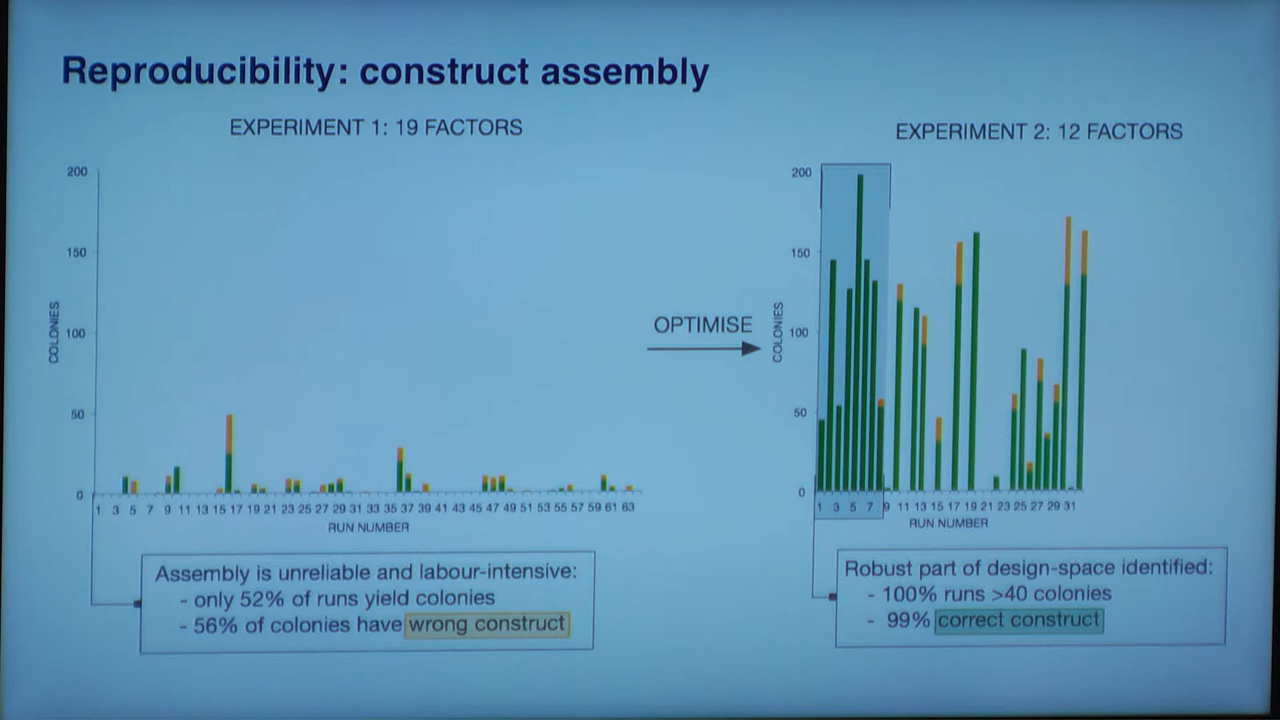 Reproducibility: construct assembly
EXPERIMENT 1: 19 FACTORS
200
150
100
50
0
COLONIES
1 3 5 7 9 11 13 15 17 19 21 23 25 27 29 31 33 35 37 39 41 43 45 47 49 51 53 55 57 59 61 63
RUN NUMBER
Assembly is unreliable and labour-intensive:
- only 52% of runs yield colonies
- 56% of colonies have wrong construct
OPTIMISE
EXPERIMENT 2: 12 FACTORS
200
150
100
50
0
COLONIES
1 3 5 7 9 11 13 15 17 19 21 23 25 27 29 31
RUN NUMBER
Robust part of design-space identified:
- 100% runs >40 colonies
- 99% correct construct